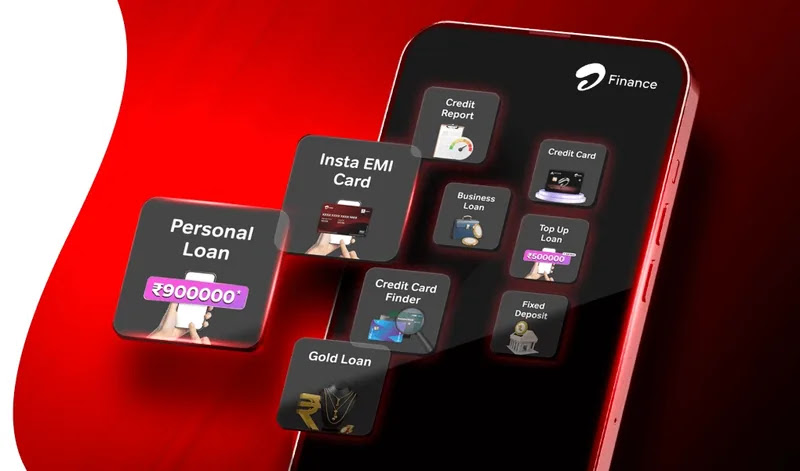 Finance
Credit
Report
Credit Card
Insta EMI
Card
Business
Loan
Personal
Loan
₹900000*
Top Up
Loan
₹500000
Credit Card
Finder
Fixed
Deposit
Gold Loan
₹